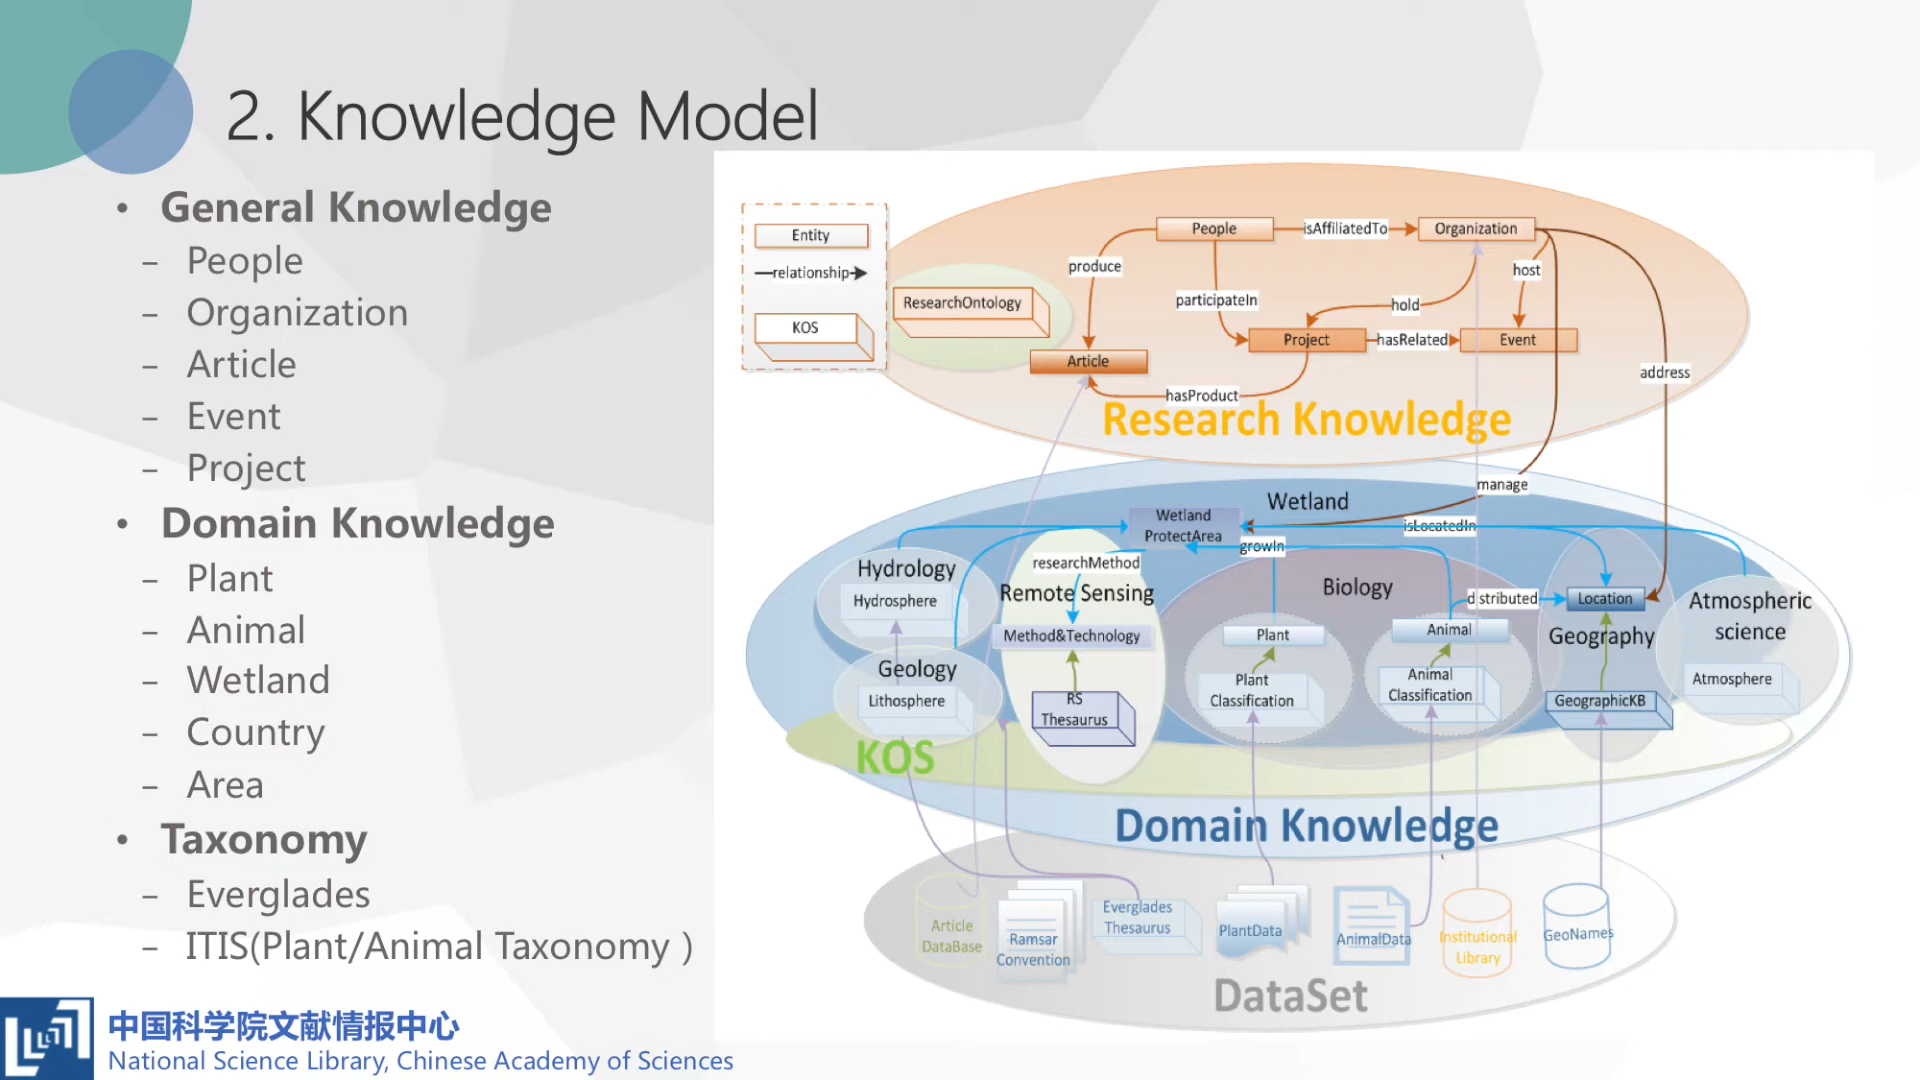 2. Knowledge Model
• General Knowledge
– People
– Organization
– Article
– Event
– Project
• Domain Knowledge
– Plant
– Animal
– Wetland
– Country
– Area
• Taxonomy
– Everglades
– ITIS(Plant/Animal Taxonomy )
Entity
relationship
KOS
ResearchOntology
People
isAffiliatedTo
Organization
produce
host
participateIn
hold
Project
hasRelated
Event
Article
address
hasProduct
Research Knowledge
manage
Wetland
Wetland
ProtectArea
isLocatedIn
growIn
researchMethod
Hydrology
Hydrosphere
Remote Sensing
Biology
distributed
Location
Atmospheric
science
Method&Technology
Plant
Animal
Geography
Geology
Lithosphere
RS
Thesaurus
Plant
Classification
Animal
Classification
GeographicKB
Atmosphere
KOS
Domain Knowledge
Article
DataBase
Ramsar
Convention
Everglades
Thesaurus
PlantData
AnimalData
Institutional
Library
GeoNames
DataSet
中国科学院文献情报中心
National Science Library, Chinese Academy of Sciences